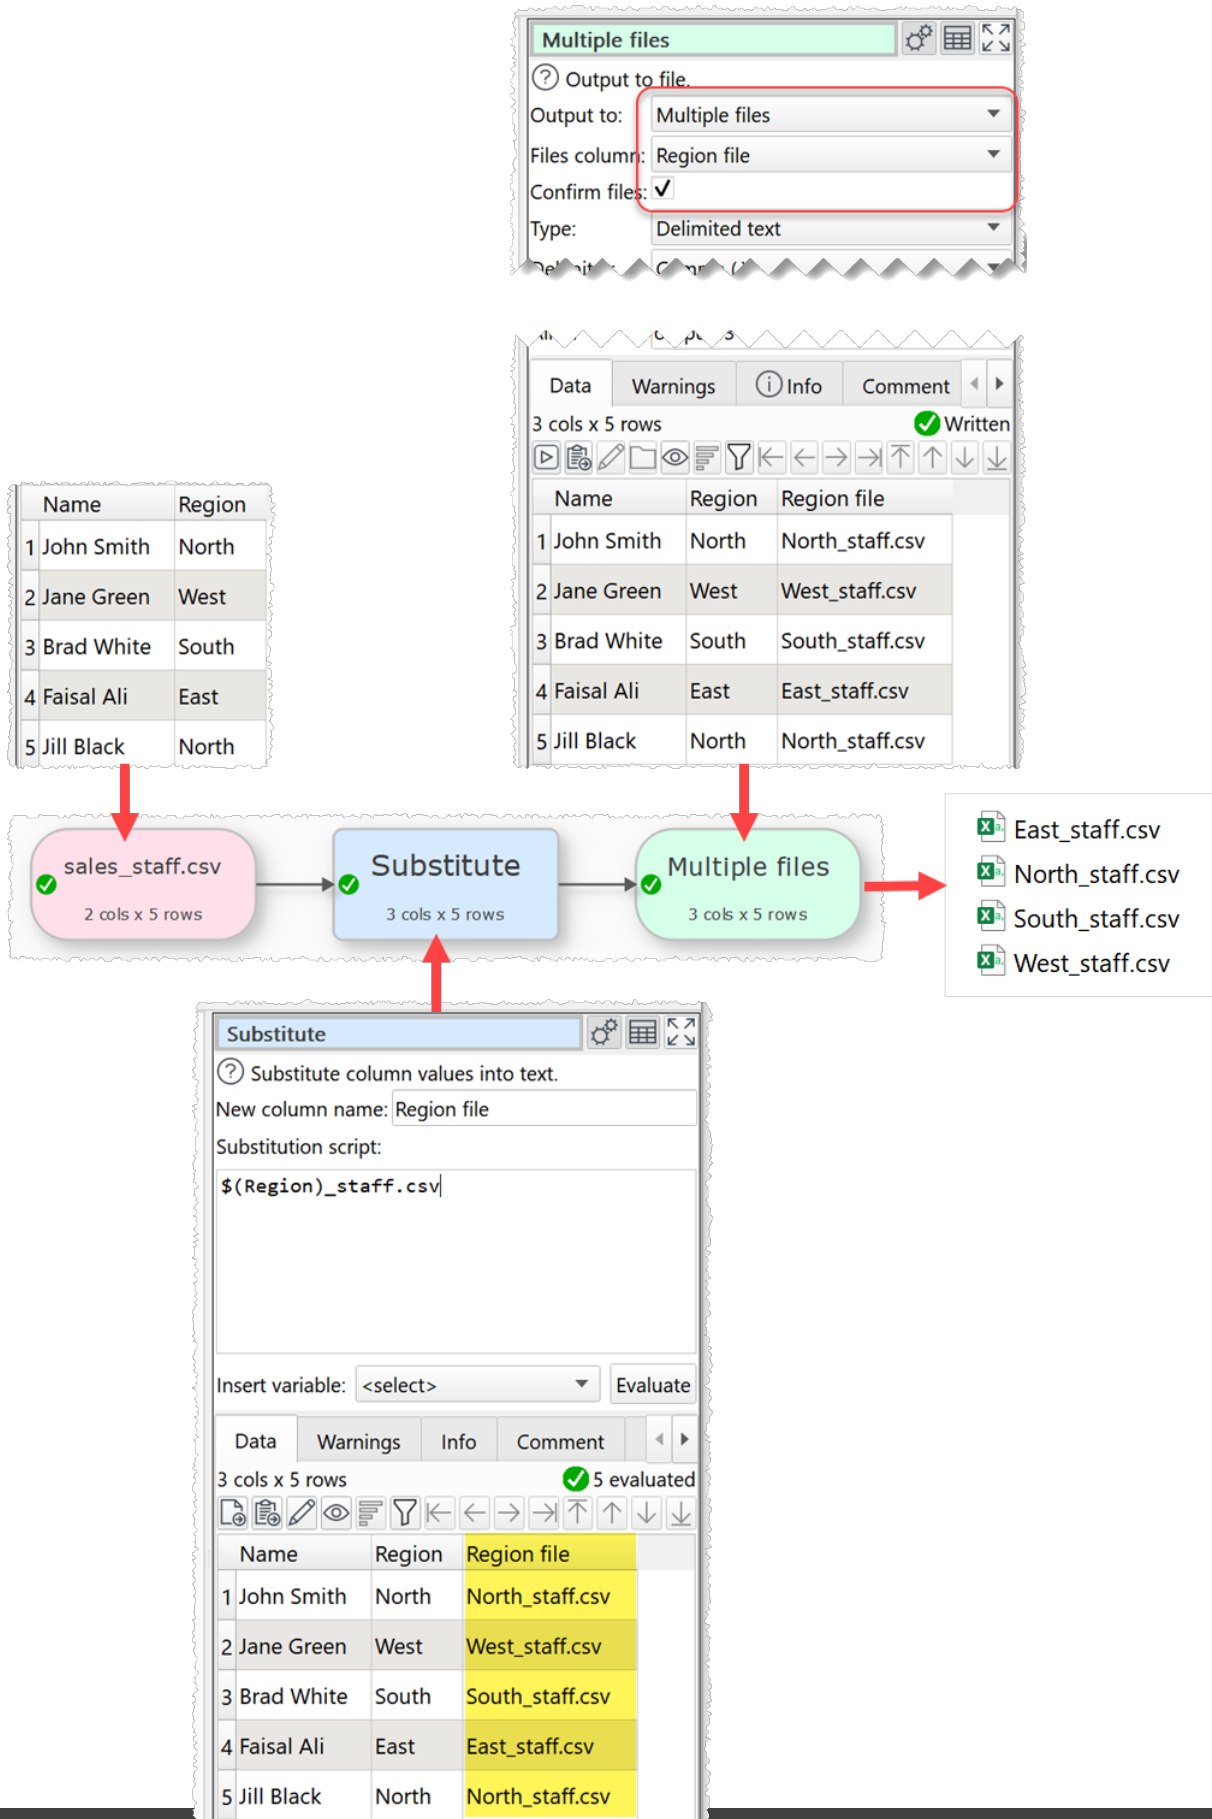 Multiple files
Output to file.
Output to: Multiple files
Files column: Region file
Confirm files:
Type: Delimited text
Data Warnings Info Comment
3 cols x 5 rows Written
Name Region Region file
1 John Smith North North_staff.csv
2 Jane Green West West_staff.csv
3 Brad White South South_staff.csv
4 Faisal Ali East East_staff.csv
5 Jill Black North North_staff.csv
Name Region
1 John Smith North
2 Jane Green West
3 Brad White South
4 Faisal Ali East
5 Jill Black North
sales_staff.csv
2 cols x 5 rows
Substitute
3 cols x 5 rows
Multiple files
3 cols x 5 rows
East_staff.csv
North_staff.csv
South_staff.csv
West_staff.csv
Substitute
Substitute column values into text.
New column name: Region file
Substitution script:
$(Region)_staff.csv
Insert variable: <select> Evaluate
Data Warnings Info Comment
3 cols x 5 rows 5 evaluated
Name Region Region file
1 John Smith North North_staff.csv
2 Jane Green West West_staff.csv
3 Brad White South South_staff.csv
4 Faisal Ali East East_staff.csv
5 Jill Black North North_staff.csv